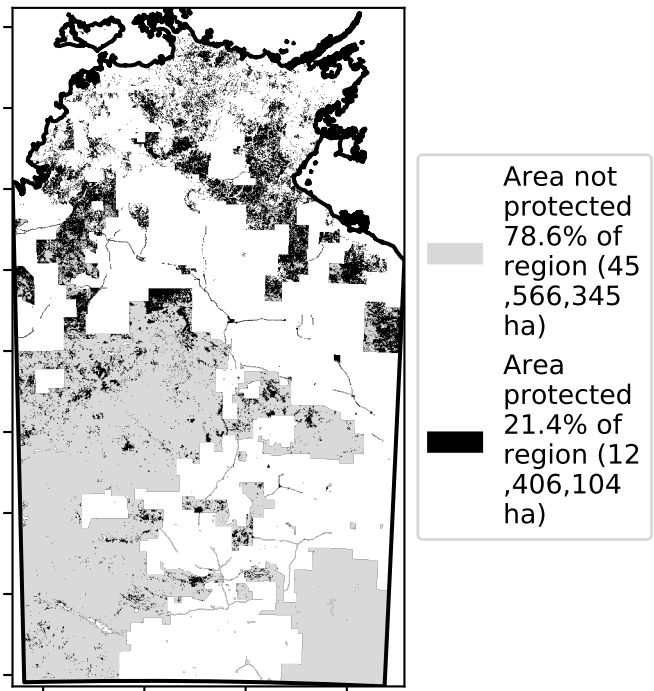 Area not
protected
78.6% of
region (45
,566,345
ha)
Area
protected
21.4% of
region (12
,406,104
ha)